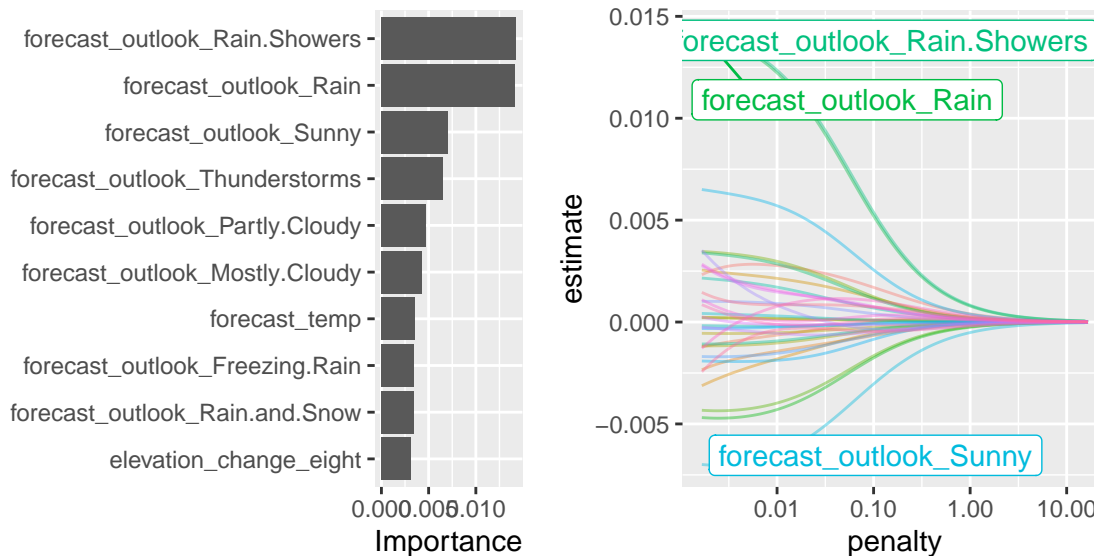 forecast_outlook_Rain.Showers
forecast_outlook_Rain
forecast_outlook_Sunny
forecast_outlook_Thunderstorms
forecast_outlook_Partly.Cloudy
forecast_outlook_Mostly.Cloudy
forecast_temp
forecast_outlook_Freezing.Rain
forecast_outlook_Rain.and.Snow
elevation_change_eight
0.000 0.005 0.010
Importance
0.015
0.010
0.005
0.000
−0.005
estimate
forecast_outlook_Rain.Showers
forecast_outlook_Rain
forecast_outlook_Sunny
0.01 0.10 1.00 10.00
penalty